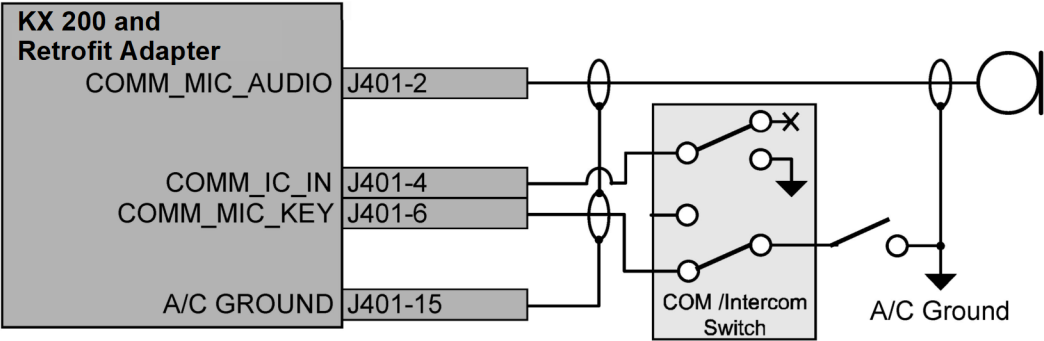 KX 200 and
Retrofit Adapter
COMM_MIC_AUDIO J401-2
COMM_IC_IN J401-4
COMM_MIC_KEY J401-6
A/C GROUND J401-15
COM /Intercom
Switch
A/C Ground